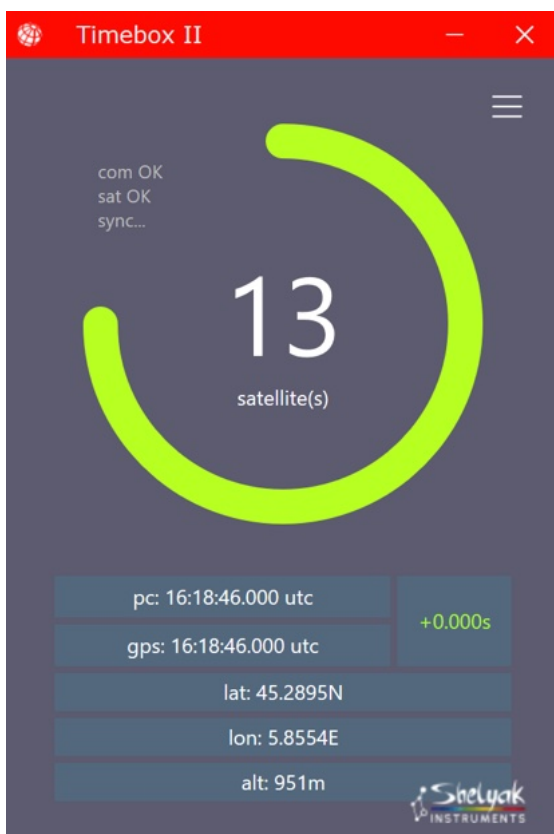 Timebox II
com OK
sat OK
sync...
13
satellite(s)
pc: 16:18:46.000 utc
gps: 16:18:46.000 utc
+0.000s
lat: 45.2895N
lon: 5.8554E
alt: 951m
Shelyak
INSTRUMENTS